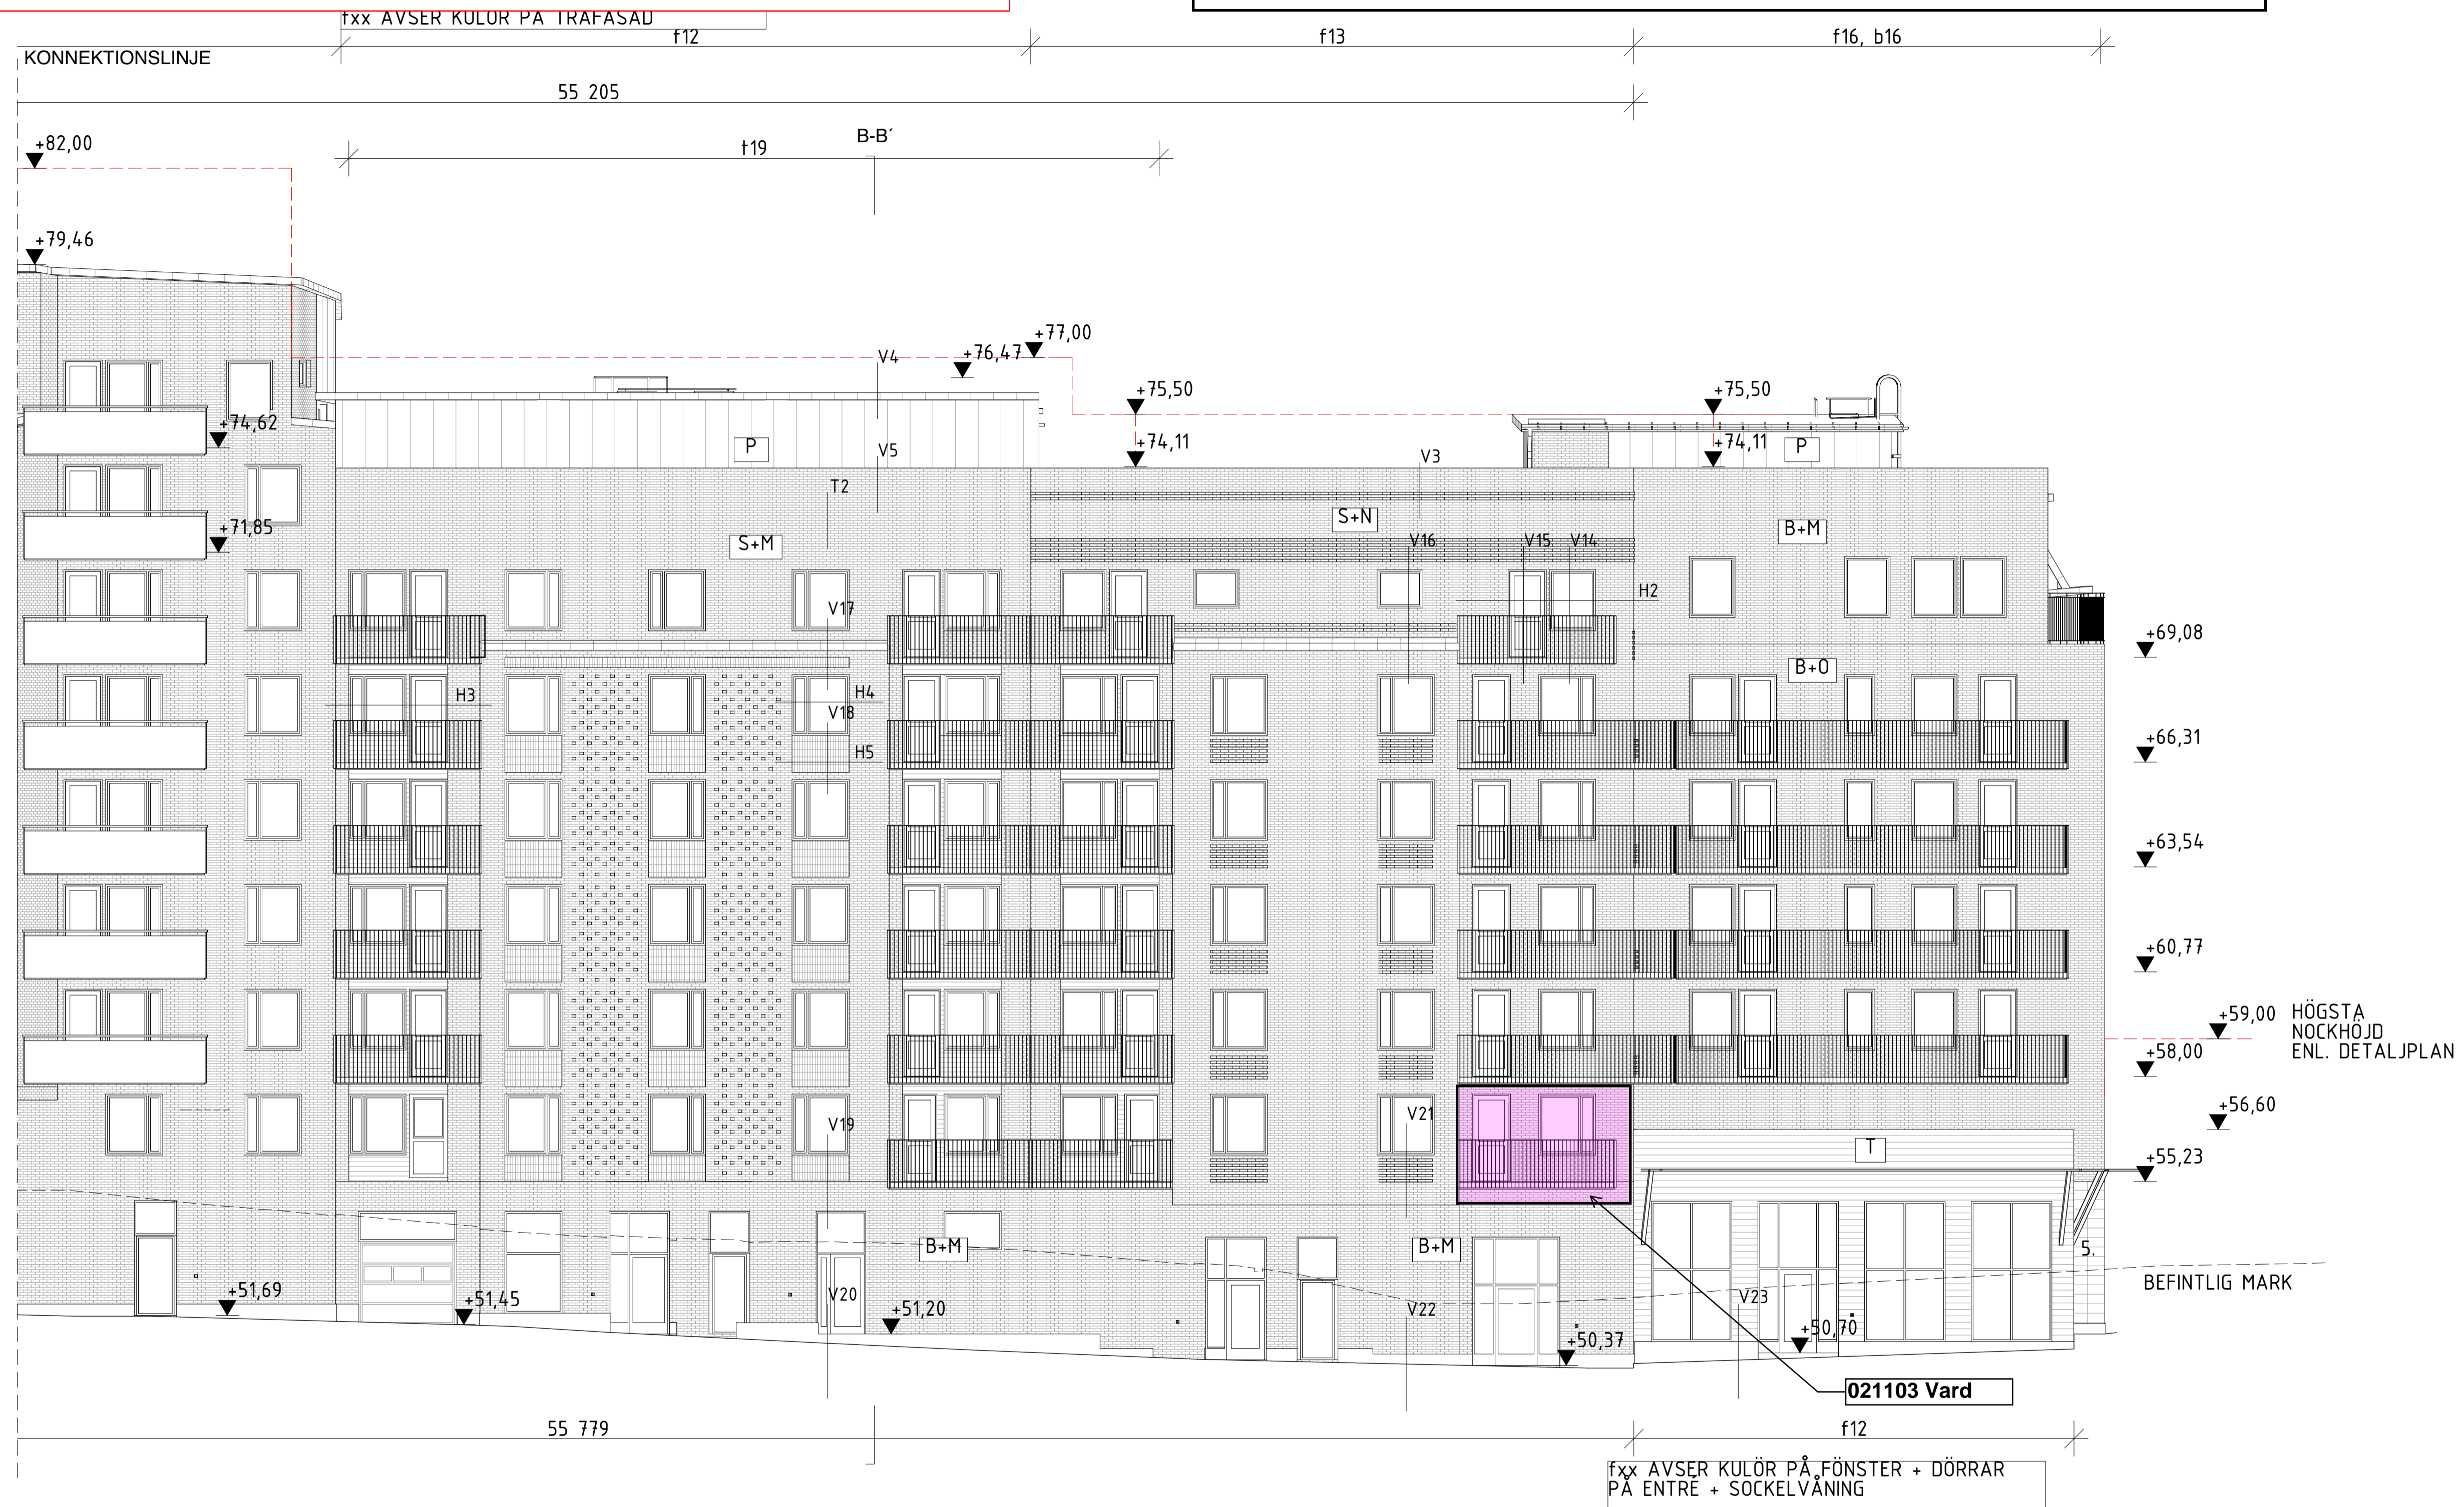 fxx AVSER KULÖR PÅ TRÄFASAD
f12
f13
f16, b16
KONNEKTIONSLINJE
55 205
B-B´
+82,00
t19
+79,46
+77,00
V4
+76,47
+75,50
+75,50
+74,62
P
V5
+74,11
+74,11
P
V3
T2
+71,85
S+M
S+N
B+M
V16
V15
V14
V17
H2
+69,08
B+O
H3
H4
V18
+66,31
H5
+63,54
+60,77
+59,00 HÖGSTA
NOCKHÖJD
ENL. DETALJPLAN
+58,00
+56,60
V19
V21
T
+55,23
B+M
B+M
5.
BEFINTLIG MARK
+51,69
+51,45
V20
+51,20
V22
V23
+50,70
+50,37
021103 Vard
55 779
f12
fxx AVSER KULÖR PÅ FÖNSTER + DÖRRAR
PÅ ENTRÉ + SOCKELVÅNING